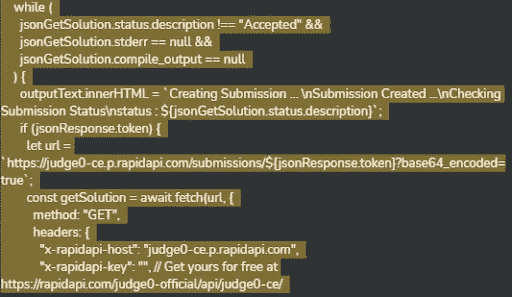 while (
jsonGetSolution.status.description !== "Accepted" &&
jsonGetSolution.stderr == null &&
jsonGetSolution.compile_output == null
) {
outputText.innerHTML = `Creating Submission ... \nSubmission Created ...\nChecking
Submission Status\nstatus : ${jsonGetSolution.status.description}`;
if (jsonResponse.token) {
let url =
`https://judge0-ce.p.rapidapi.com/submissions/${jsonResponse.token}?base64_encoded=
true`;
const getSolution = await fetch(url, {
method: "GET",
headers: {
"x-rapidapi-host": "judge0-ce.p.rapidapi.com",
"x-rapidapi-key": "", // Get yours for free at
https://rapidapi.com/judge0-official/api/judge0-ce/